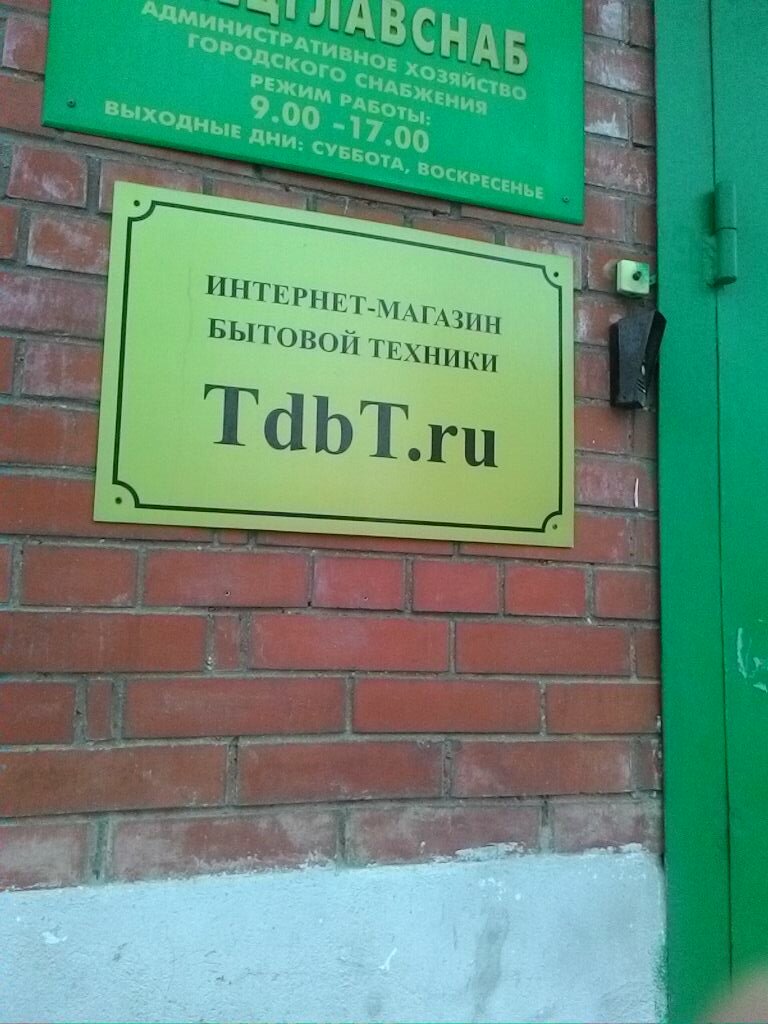 АДМИНИСТРАТИВНОЕ ХОЗЯЙСТВО
ГОРОДСКОГО СНАБЖЕНИЯ
РЕЖИМ РАБОТЫ:
9.00 -17.00
ВЫХОДНЫЕ ДНИ: СУББОТА, ВОСКРЕСЕНЬЕ
ИНТЕРНЕТ-МАГАЗИН
БЫТОВОЙ ТЕХНИКИ
TdbT.ru